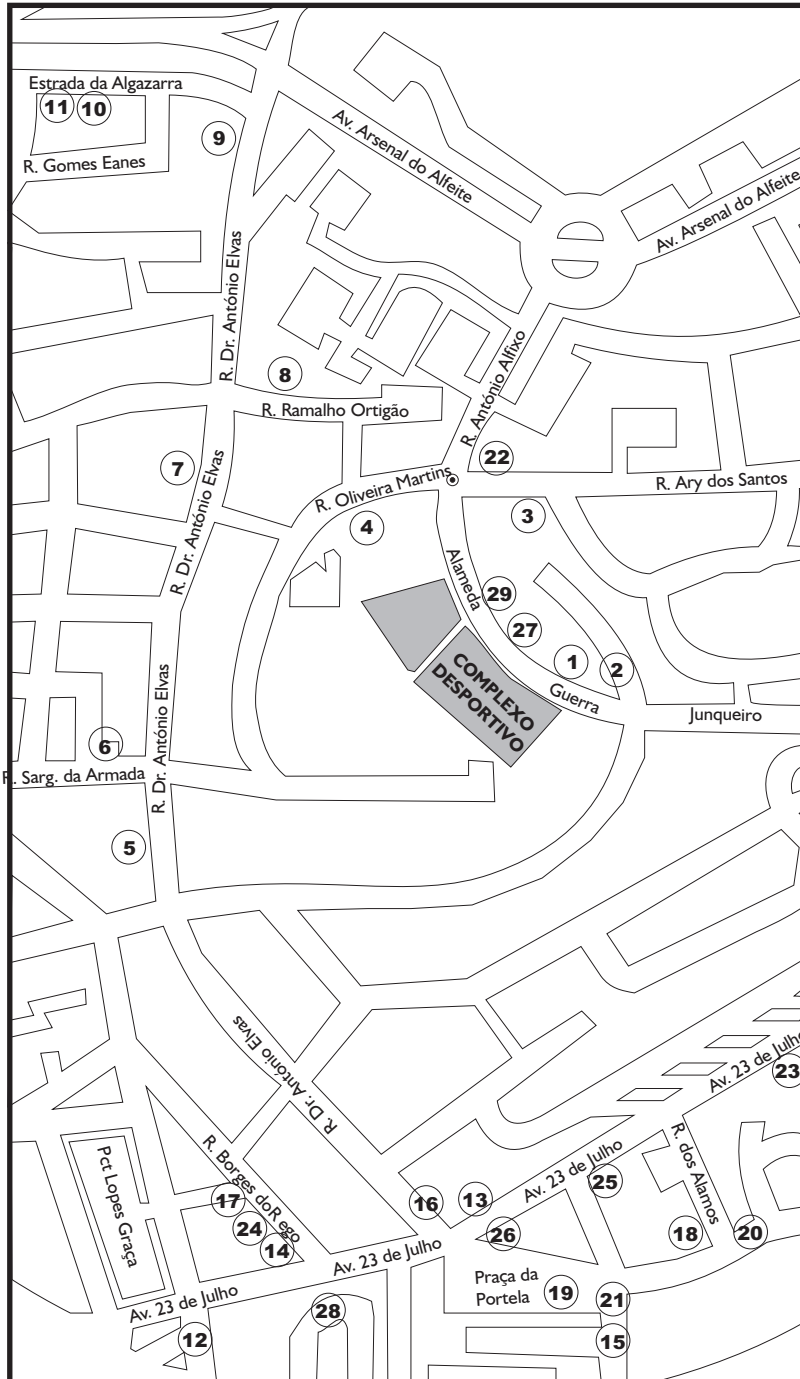 Estrada da Algazarra
11
10
9
R. Gomes Eanes
Av. Arsenal do Alfeite
Av. Arsenal do Alfeite
R. Dr. António Elvas
8
R. Ramalho Ortigão
R. António Alfixo
7
22
R. Oliveira Martins
R. Ary dos Santos
R. Dr. António Elvas
4
3
Alameda
29
27
1
2
COMPLEXO
DESPORTIVO
Guerra
Junqueiro
R. Dr. António Elvas
6
R. Sarg. da Armada
5
R. Dr. António Elvas
Av. 23 de Julho
23
R. Borges doRego
Pct Lopes Graça
R. dos Alamos
17
24
14
16
13
Av. 23 de Julho
25
26
18
20
Av. 23 de Julho
Praça da
Portela
19
21
Av. 23 de Julho
28
12
15